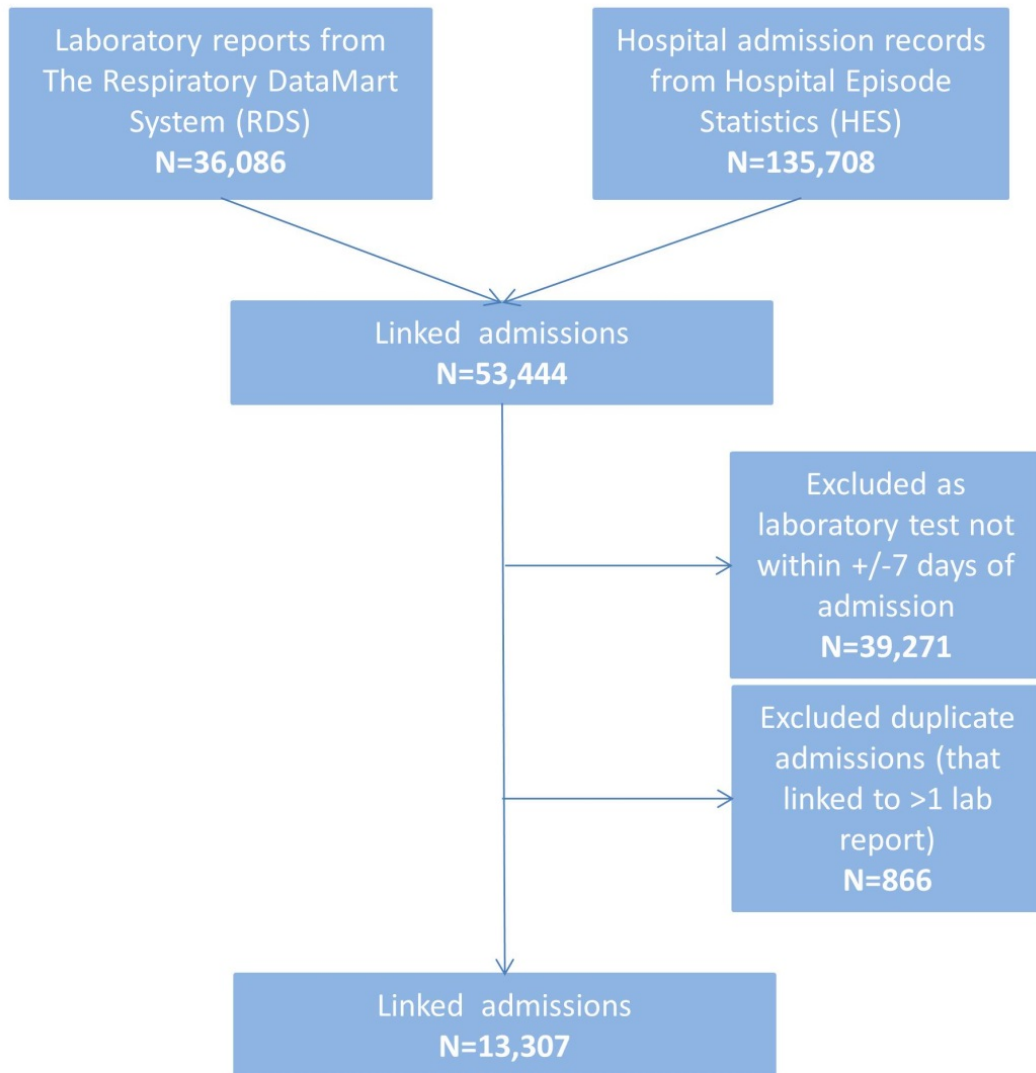 Laboratory reports from
The Respiratory DataMart
System (RDS)
N=36,086
Hospital admission records
from Hospital Episode
Statistics (HES)
N=135,708
Linked admissions
N=53,444
Excluded as
laboratory test not
within +/-7 days of
admission
N=39,271
Excluded duplicate
admissions (that
linked to >1 lab
report)
N=866
Linked admissions
N=13,307